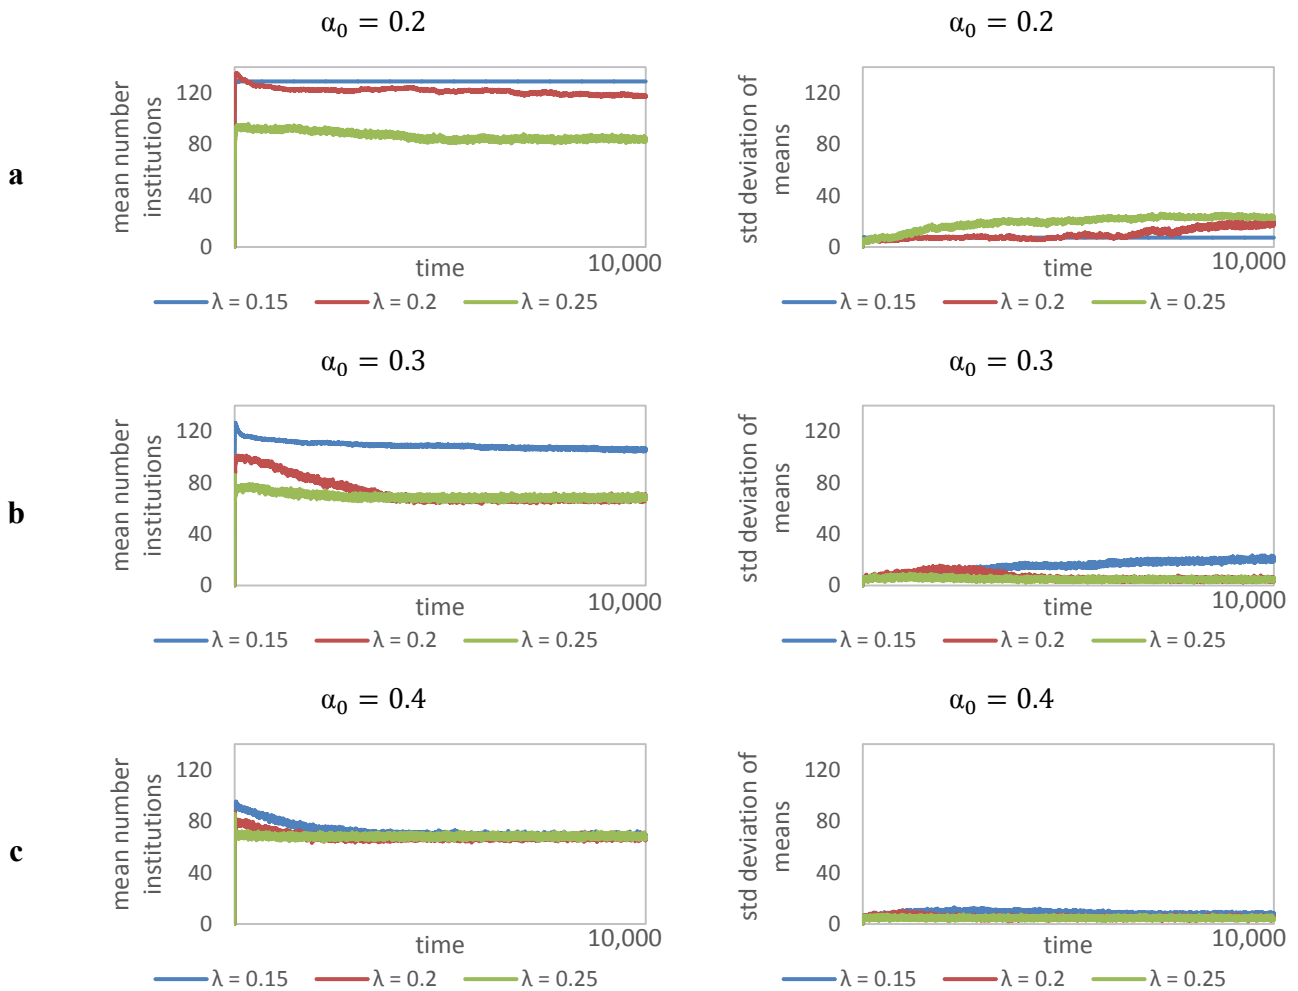 α₀ = 0.2
α₀ = 0.2
a
mean number
institutions
120
80
40
0
time
10,000
λ = 0.15
λ = 0.2
λ = 0.25
std deviation of
means
120
80
40
0
time
10,000
λ = 0.15
λ = 0.2
λ = 0.25
α₀ = 0.3
α₀ = 0.3
b
mean number
institutions
120
80
40
0
time
10,000
λ = 0.15
λ = 0.2
λ = 0.25
std deviation of
means
120
80
40
0
time
10,000
λ = 0.15
λ = 0.2
λ = 0.25
α₀ = 0.4
α₀ = 0.4
c
mean number
institutions
120
80
40
0
time
10,000
λ = 0.15
λ = 0.2
λ = 0.25
std deviation of
means
120
80
40
0
time
10,000
λ = 0.15
λ = 0.2
λ = 0.25